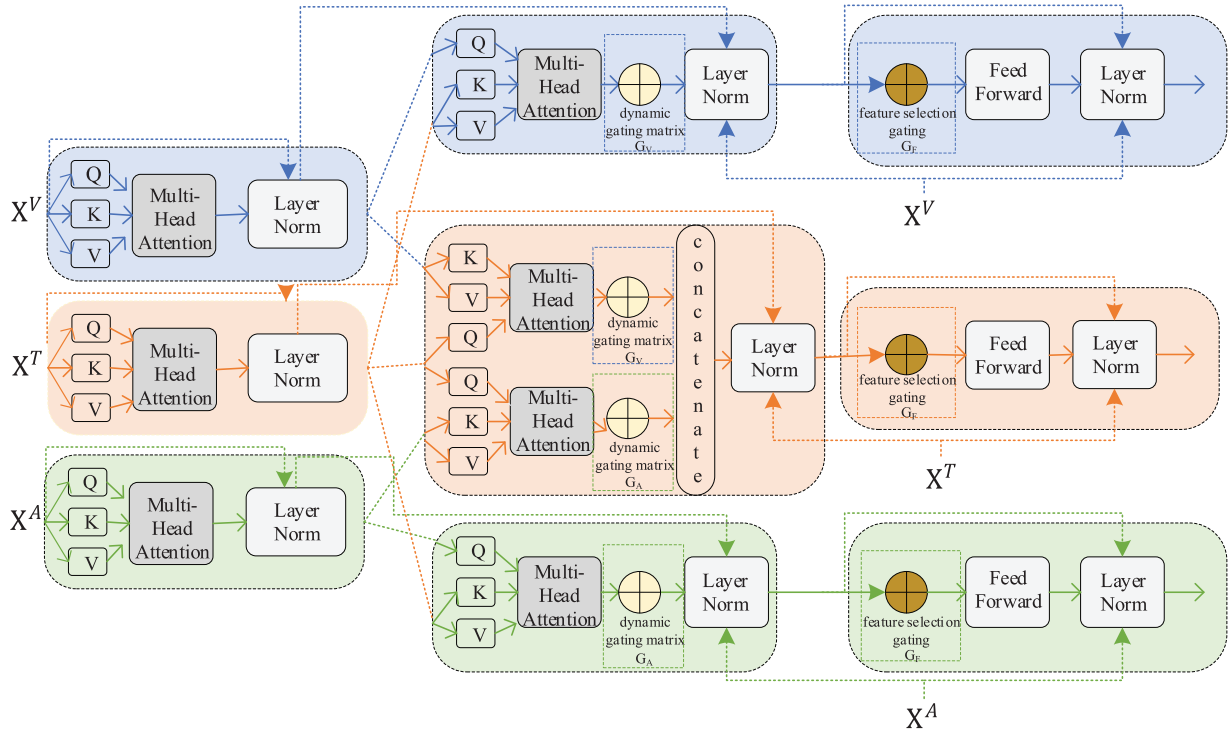 X^V
Q
K
V
Multi-
Head
Attention
Layer
Norm
X^T
Q
K
V
Multi-
Head
Attention
Layer
Norm
X^A
Q
K
V
Multi-
Head
Attention
Layer
Norm
Q
K
V
Multi-
Head
Attention
dynamic
gating matrix
G_V
Layer
Norm
feature selection
gating
G_F
Feed
Forward
Layer
Norm
X^V
K
V
Q
Multi-
Head
Attention
dynamic
gating matrix
G_V
Q
K
V
Multi-
Head
Attention
dynamic
gating matrix
G_A
concatenate
Layer
Norm
feature selection
gating
G_F
Feed
Forward
Layer
Norm
X^T
Q
K
V
Multi-
Head
Attention
dynamic
gating matrix
G_A
Layer
Norm
feature selection
gating
G_F
Feed
Forward
Layer
Norm
X^A